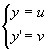 y = u
y' = v